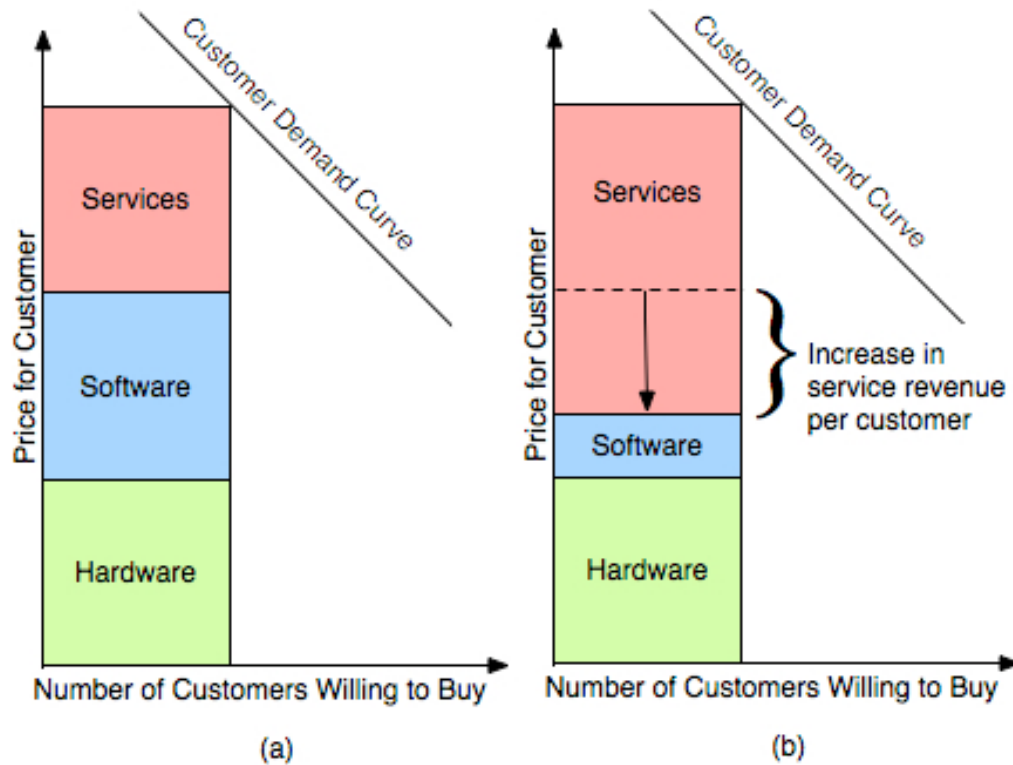 Customer Demand Curve
Services
Software
Hardware
Price for Customer
Number of Customers Willing to Buy
(a)
Customer Demand Curve
Services
Increase in
service revenue
per customer
Software
Hardware
Price for Customer
Number of Customers Willing to Buy
(b)